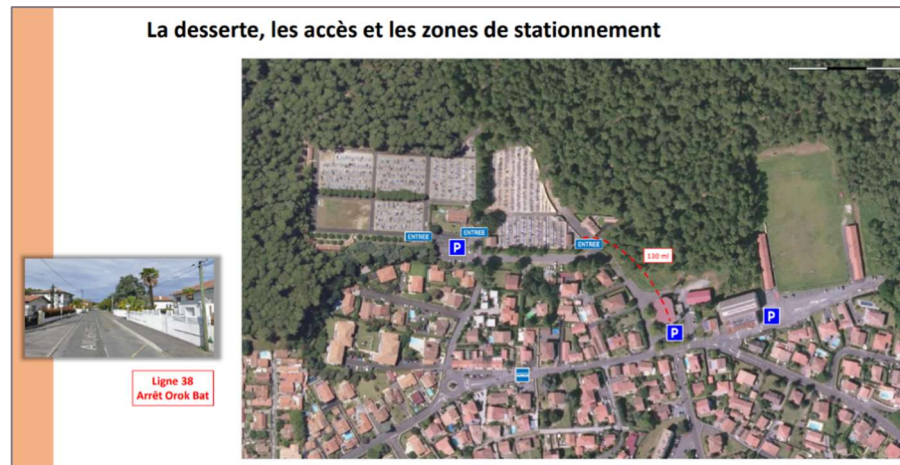 La desserte, les accès et les zones de stationnement
ENTREE
ENTREE
P
ENTREE
130 ml
P
P
Ligne 38
Arrêt Orok Bat